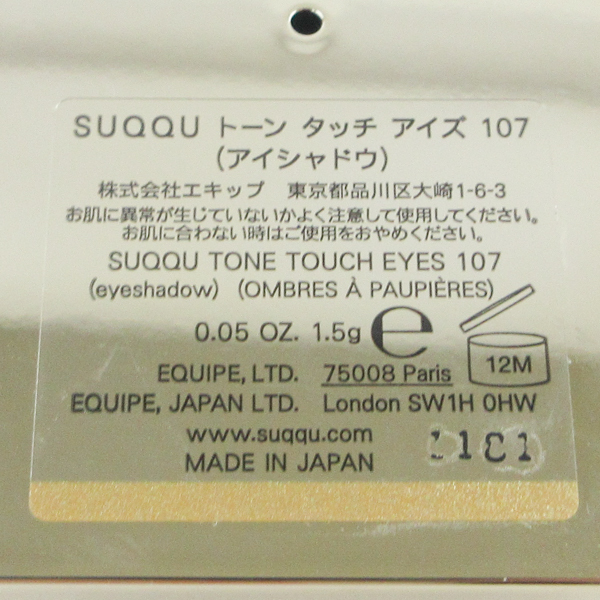 SUQQU トーン タッチ アイズ 107
(アイシャドウ)
株式会社エキップ 東京都品川区大崎1-6-3
お肌に異常が生じていないかよく注意して使用してください。
お肌に合わない時はご使用をおやめください。
SUQQU TONE TOUCH EYES 107
(eyeshadow) (OMBRES À PAUPIÈRES)
0.05 OZ. 1.5g ℮
12M
EQUIPE, LTD. 75008 Paris
EQUIPE, JAPAN LTD. London SW1H 0HW
www.suqqu.com
MADE IN JAPAN